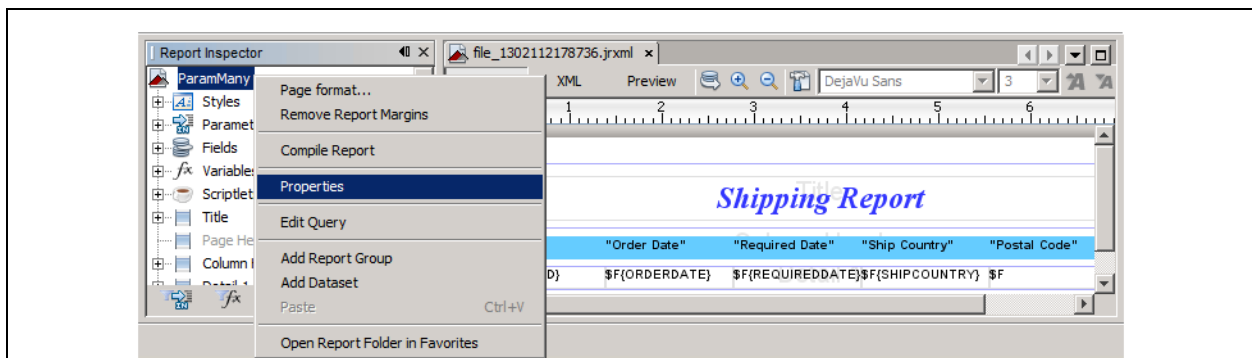 Report Inspector
file_1302112178736.jrxml
ParamMany
XML Preview DejaVu Sans 3
Styles
Paramet
Fields
Variable
Scriptlet
Title
Page He
Column
Page format...
Remove Report Margins
Compile Report
Properties
Edit Query
Add Report Group
Add Dataset
Paste Ctrl+V
Open Report Folder in Favorites
1 2 3 4 5 6
Title
Shipping Report
"Order Date" "Required Date" "Ship Country" "Postal Code"
D} $F{ORDERDATE} $F{REQUIREDDATE}$F{SHIPCOUNTRY} $F